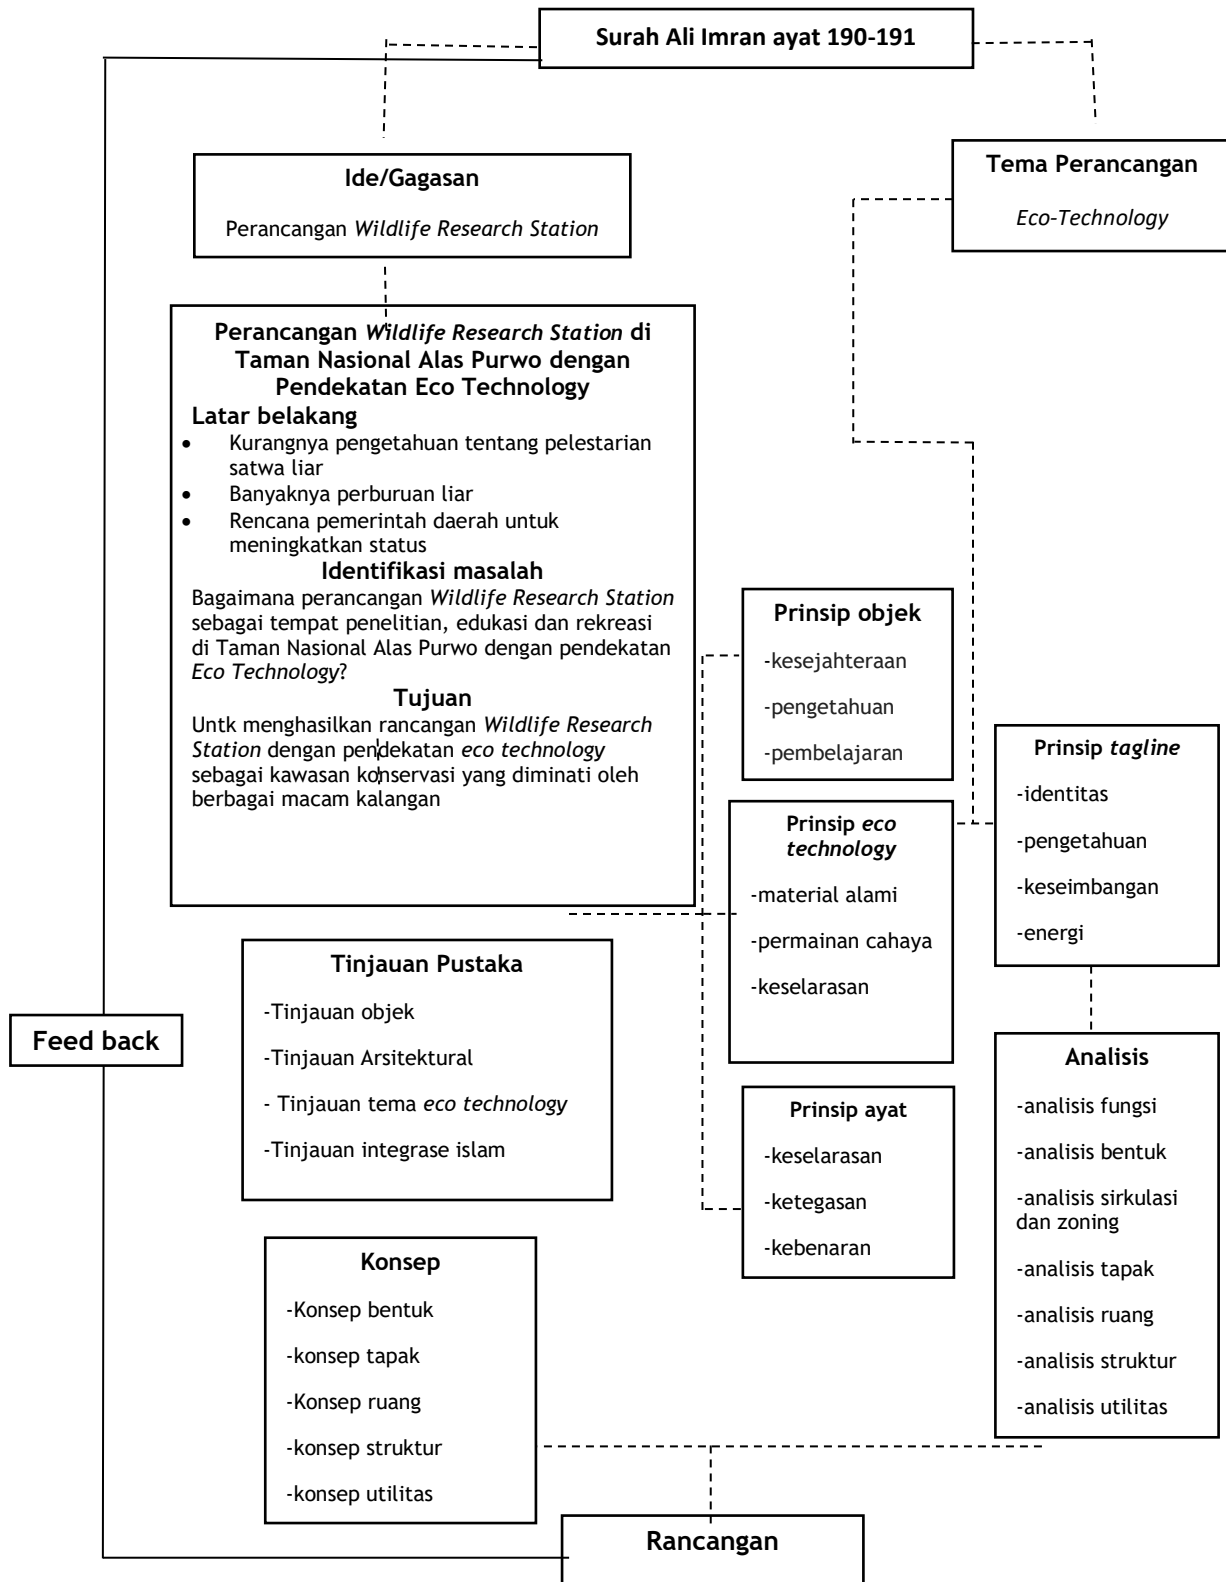 Surah Ali Imran ayat 190-191
Ide/Gagasan
Perancangan Wildlife Research Station
Tema Perancangan
Eco-Technology
Perancangan Wildlife Research Station di
Taman Nasional Alas Purwo dengan
Pendekatan Eco Technology
Latar belakang
• Kurangnya pengetahuan tentang pelestarian
satwa liar
• Banyaknya perburuan liar
• Rencana pemerintah daerah untuk
meningkatkan status
Identifikasi masalah
Bagaimana perancangan Wildlife Research Station
sebagai tempat penelitian, edukasi dan rekreasi
di Taman Nasional Alas Purwo dengan pendekatan
Eco Technology?
Tujuan
Untk menghasilkan rancangan Wildlife Research
Station dengan pendekatan eco technology
sebagai kawasan konservasi yang diminati oleh
berbagai macam kalangan
Prinsip objek
-kesejahteraan
-pengetahuan
-pembelajaran
Prinsip eco
technology
-material alami
-permainan cahaya
-keselarasan
Prinsip tagline
-identitas
-pengetahuan
-keseimbangan
-energi
Tinjauan Pustaka
-Tinjauan objek
-Tinjauan Arsitektural
- Tinjauan tema eco technology
-Tinjauan integrase islam
Feed back
Prinsip ayat
-keselarasan
-ketegasan
-kebenaran
Analisis
-analisis fungsi
-analisis bentuk
-analisis sirkulasi
dan zoning
-analisis tapak
-analisis ruang
-analisis struktur
-analisis utilitas
Konsep
-Konsep bentuk
-konsep tapak
-Konsep ruang
-konsep struktur
-konsep utilitas
Rancangan